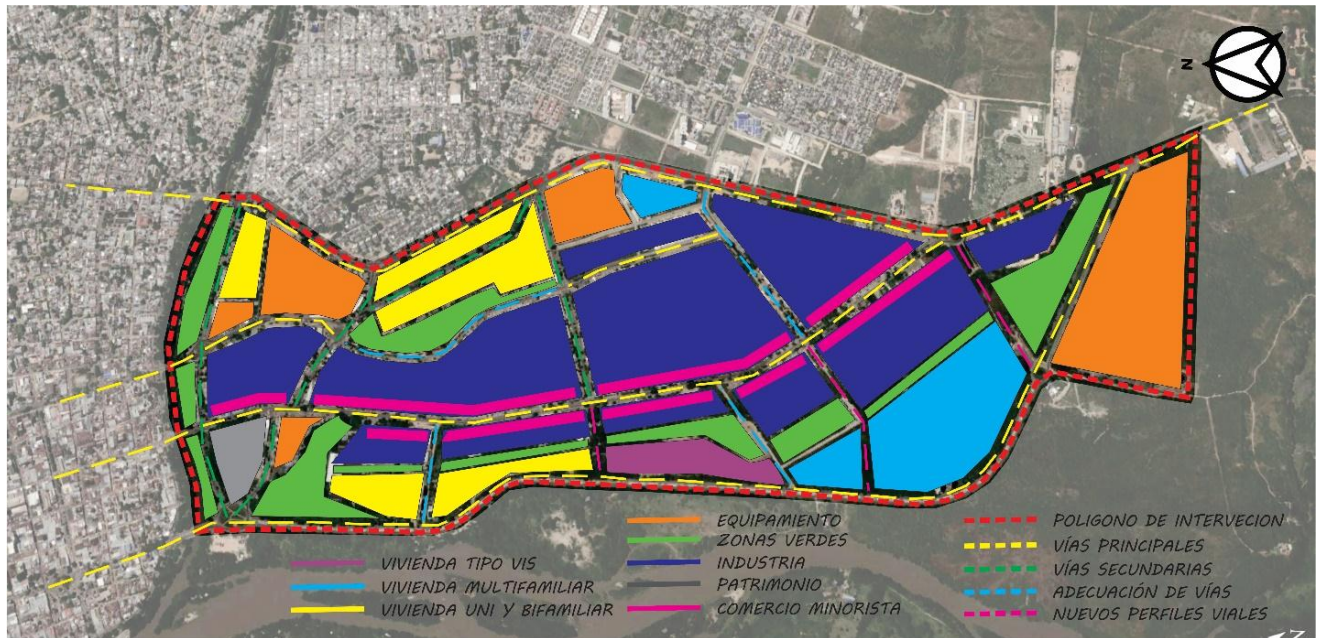 N
EQUIPAMIENTO
ZONAS VERDES
VIVIENDA TIPO VIS
INDUSTRIA
VIVIENDA MULTIFAMILIAR
PATRIMONIO
VIVIENDA UNI Y BIFAMILIAR
COMERCIO MINORISTA
POLIGONO DE INTERVECION
VÍAS PRINCIPALES
VÍAS SECUNDARIAS
ADECUACIÓN DE VÍAS
NUEVOS PERFILES VIALES